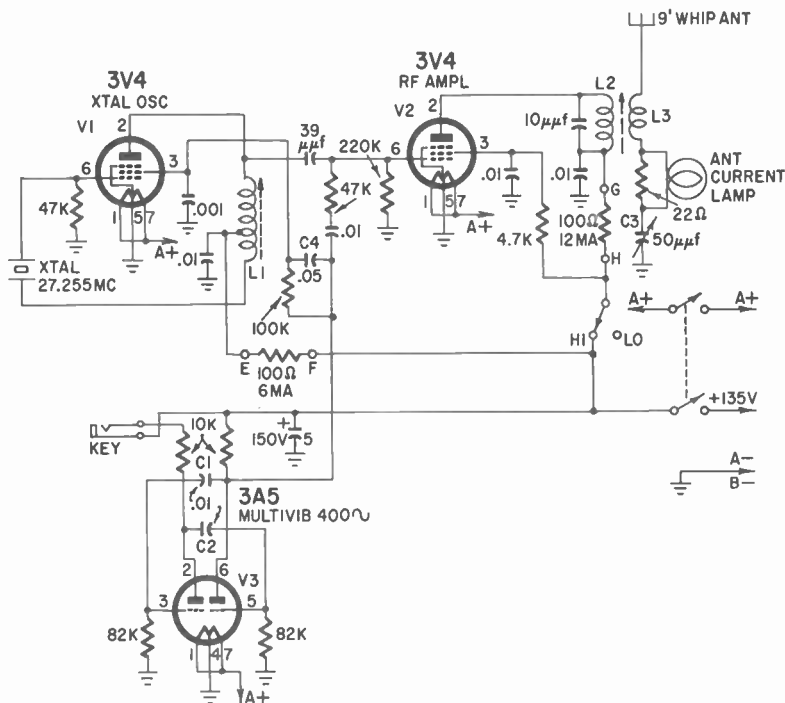 9' WHIP ANT
3V4
XTAL OSC
V1
2
6
3
1
5
7
47K
A+
.001
.01
L1
XTAL
27.255MC
39
µµf
220K
47K
.01
C4
.05
100K
3V4
RF AMPL
V2
2
6
3
1
5
7
A+
.01
4.7K
10µµf
.01
L2
L3
G
100Ω
12MA
H
ANT
CURRENT
LAMP
22Ω
C3
50µµf
HI
LO
A+
A+
+135V
A−
B−
E
100Ω
6MA
F
KEY
10K
150V
+
5
C1
.01
C2
3A5
MULTIVIB 400∿
2
6
V3
3
5
82K
82K
1
4
7
A+